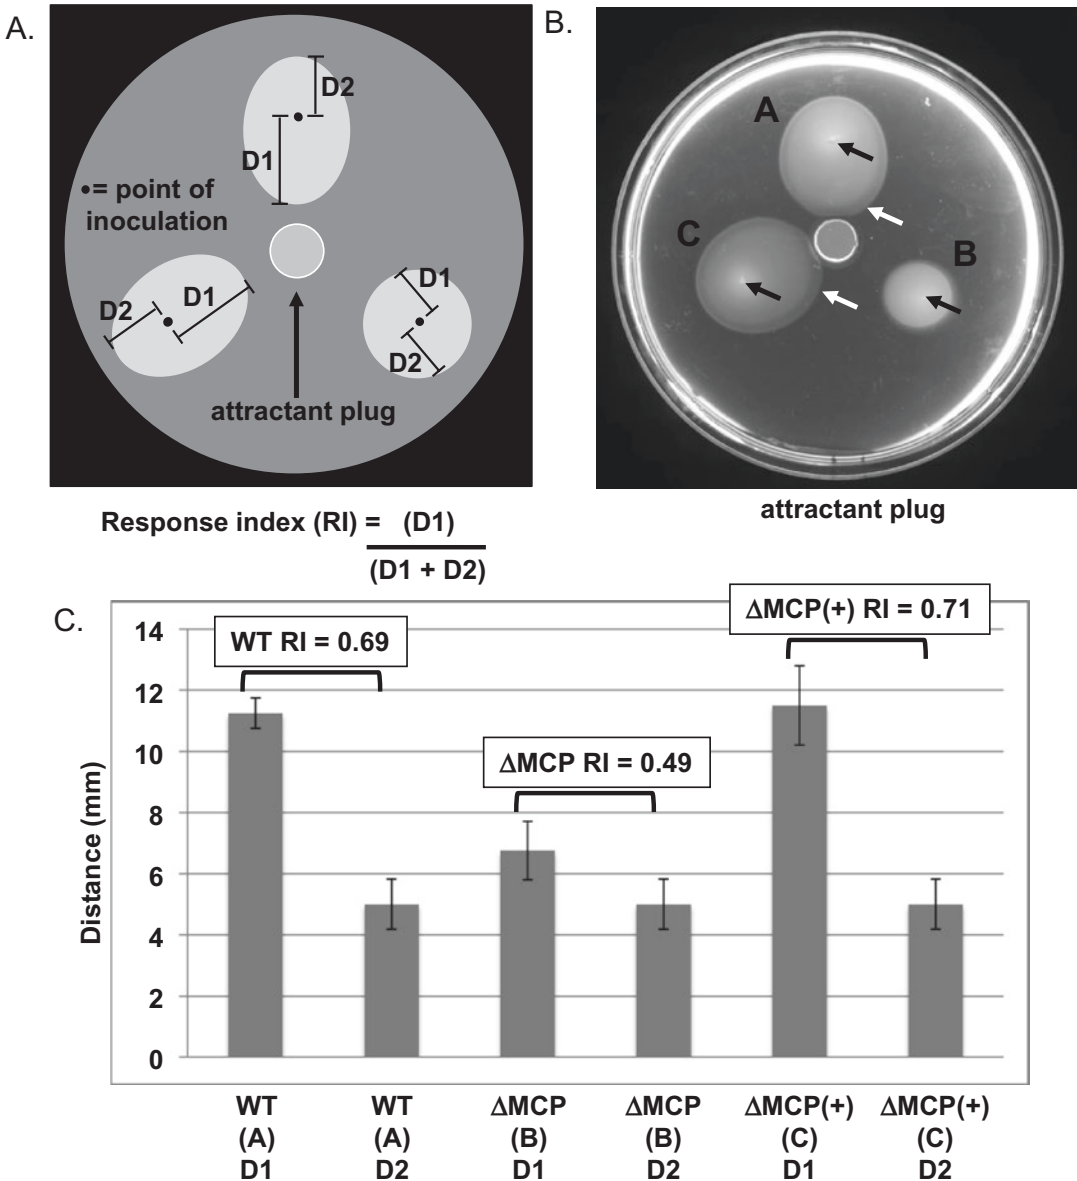 A.
D2
D1
•= point of
inoculation
D2
D1
D1
D2
attractant plug
Response index (RI) = (D1)
(D1 + D2)
B.
A
C
B
attractant plug
C.
WT RI = 0.69
ΔMCP RI = 0.49
ΔMCP(+) RI = 0.71
Distance (mm)
14
12
10
8
6
4
2
0
WT WT ΔMCP ΔMCP ΔMCP(+) ΔMCP(+)
(A) (A) (B) (B) (C) (C)
D1 D2 D1 D2 D1 D2